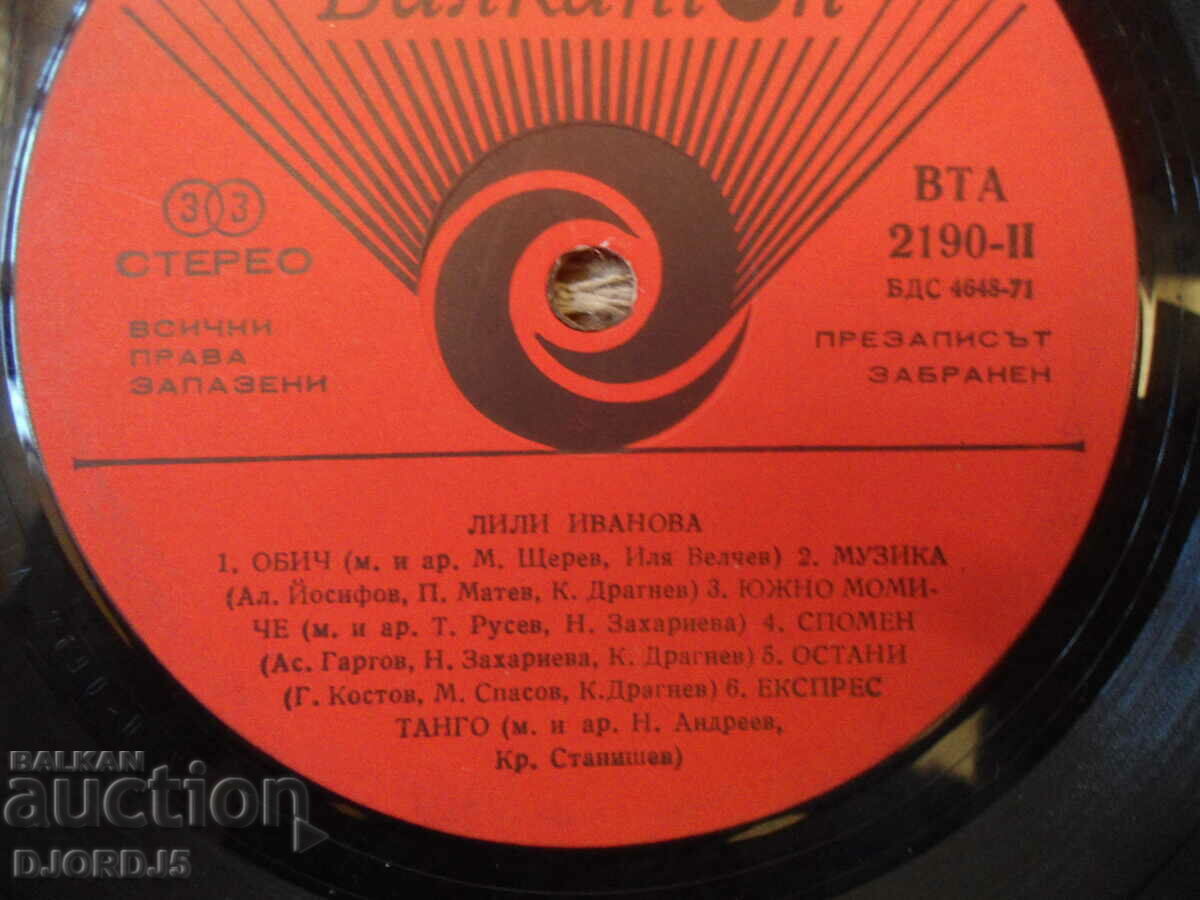 Балкантон
33
СТЕРЕО
ВСИЧКИ
ПРАВА
ЗАПАЗЕНИ
ВТА
2190-II
БДС 4648-71
ПРЕЗАПИСЪТ
ЗАБРАНЕН
ЛИЛИ ИВАНОВА
1. ОБИЧ (м. и ар. М. Щерев, Иля Велчев) 2. МУЗИКА
(Ал. Йосифов, П. Матев, К. Драгнев) 3. ЮЖНО МОМИ-
ЧЕ (м. и ар. Т. Русев, Н. Захариева) 4. СПОМЕН
(Ас. Гаргов, Н. Захариева, К. Драгнев) 5. ОСТАНИ
(Г. Костов, М. Спасов, К.Драгнев) 6. ЕКСПРЕС
ТАНГО (м. и ар. Н. Андреев,
Кр. Станишев)
BALKAN
auction
DJORDJ5